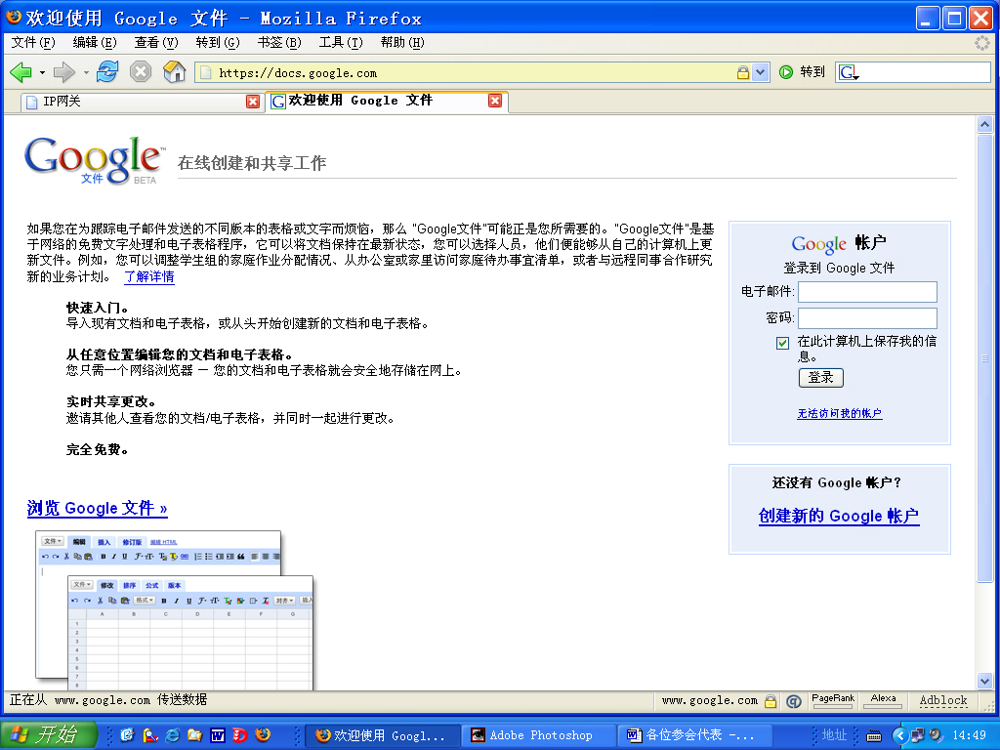 欢迎使用 Google 文件 - Mozilla Firefox
文件(F) 编辑(E) 查看(V) 转到(G) 书签(B) 工具(T) 帮助(H)
https://docs.google.com
转到
IP网关
欢迎使用 Google 文件
Google™
文件 BETA
在线创建和共享工作
如果您在为跟踪电子邮件发送的不同版本的表格或文字而烦恼，那么 "Google文件"可能正是您所需要的。"Google文件"是基
于网络的免费文字处理和电子表格程序，它可以将文档保持在最新状态，您可以选择人员，他们便能够从自己的计算机上更
新文件。例如，您可以调整学生组的家庭作业分配情况、从办公室或家里访问家庭待办事宜清单，或者与远程同事合作研究
新的业务计划。 了解详情
快速入门。
导入现有文档和电子表格，或从头开始创建新的文档和电子表格。
从任意位置编辑您的文档和电子表格。
您只需一个网络浏览器 — 您的文档和电子表格就会安全地存储在网上。
实时共享更改。
邀请其他人查看您的文档/电子表格，并同时一起进行更改。
完全免费。
浏览 Google 文件 »
文件 编辑 插入 修订版 编辑 HTML
文件 修改 排序 公式 版本
格式 对齐 插入
A B C D E F G
1
2
3
4
5
6
7
8
Google 帐户
登录到 Google 文件
电子邮件:
密码:
在此计算机上保存我的信
息。
登录
无法访问我的帐户
还没有 Google 帐户？
创建新的 Google 帐户
正在从 www.google.com 传送数据
www.google.com
PageRank
Alexa
Adblock
开始
欢迎使用 Googl...
Adobe Photoshop
各位参会代表 -...
地址
14:49